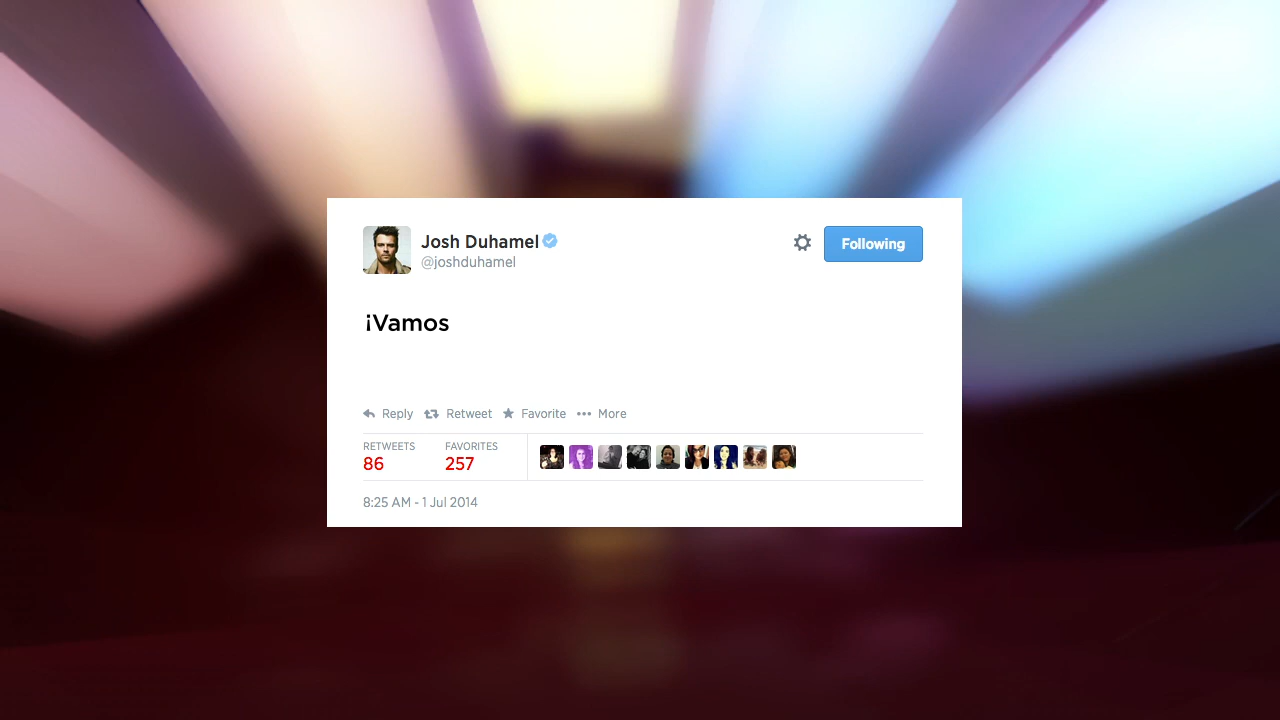 Josh Duhamel
@joshduhamel
Following
¡Vamos
Reply Retweet Favorite More
RETWEETS FAVORITES
86 257
8:25 AM - 1 Jul 2014